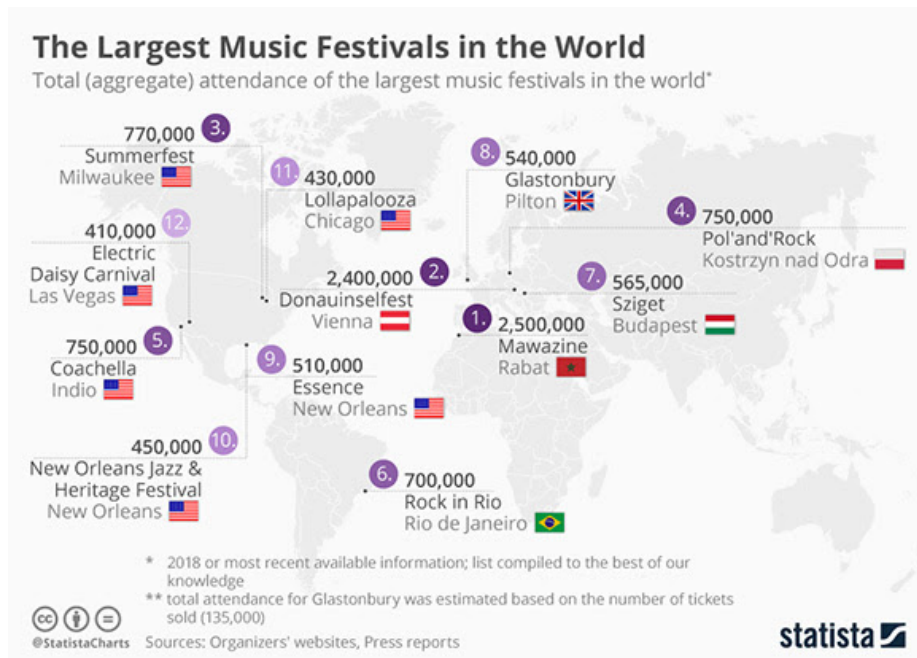 The Largest Music Festivals in the World
Total (aggregate) attendance of the largest music festivals in the world*
770,000 3.
Summerfest
Milwaukee
11. 430,000
Lollapalooza
Chicago
8. 540,000
Glastonbury
Pilton
4. 750,000
Pol'and'Rock
Kostrzyn nad Odra
410,000 12.
Electric
Daisy Carnival
Las Vegas
2,400,000 2.
Donauinselfest
Vienna
7. 565,000
Sziget
Budapest
1. 2,500,000
Mawazine
Rabat
750,000 5.
Coachella
Indio
9. 510,000
Essence
New Orleans
450,000 10.
New Orleans Jazz &
Heritage Festival
New Orleans
6. 700,000
Rock in Rio
Rio de Janeiro
* 2018 or most recent available information; list compiled to the best of our
knowledge
** total attendance for Glastonbury was estimated based on the number of tickets
sold (135,000)
cc
@StatistaCharts Sources: Organizers' websites, Press reports
statista